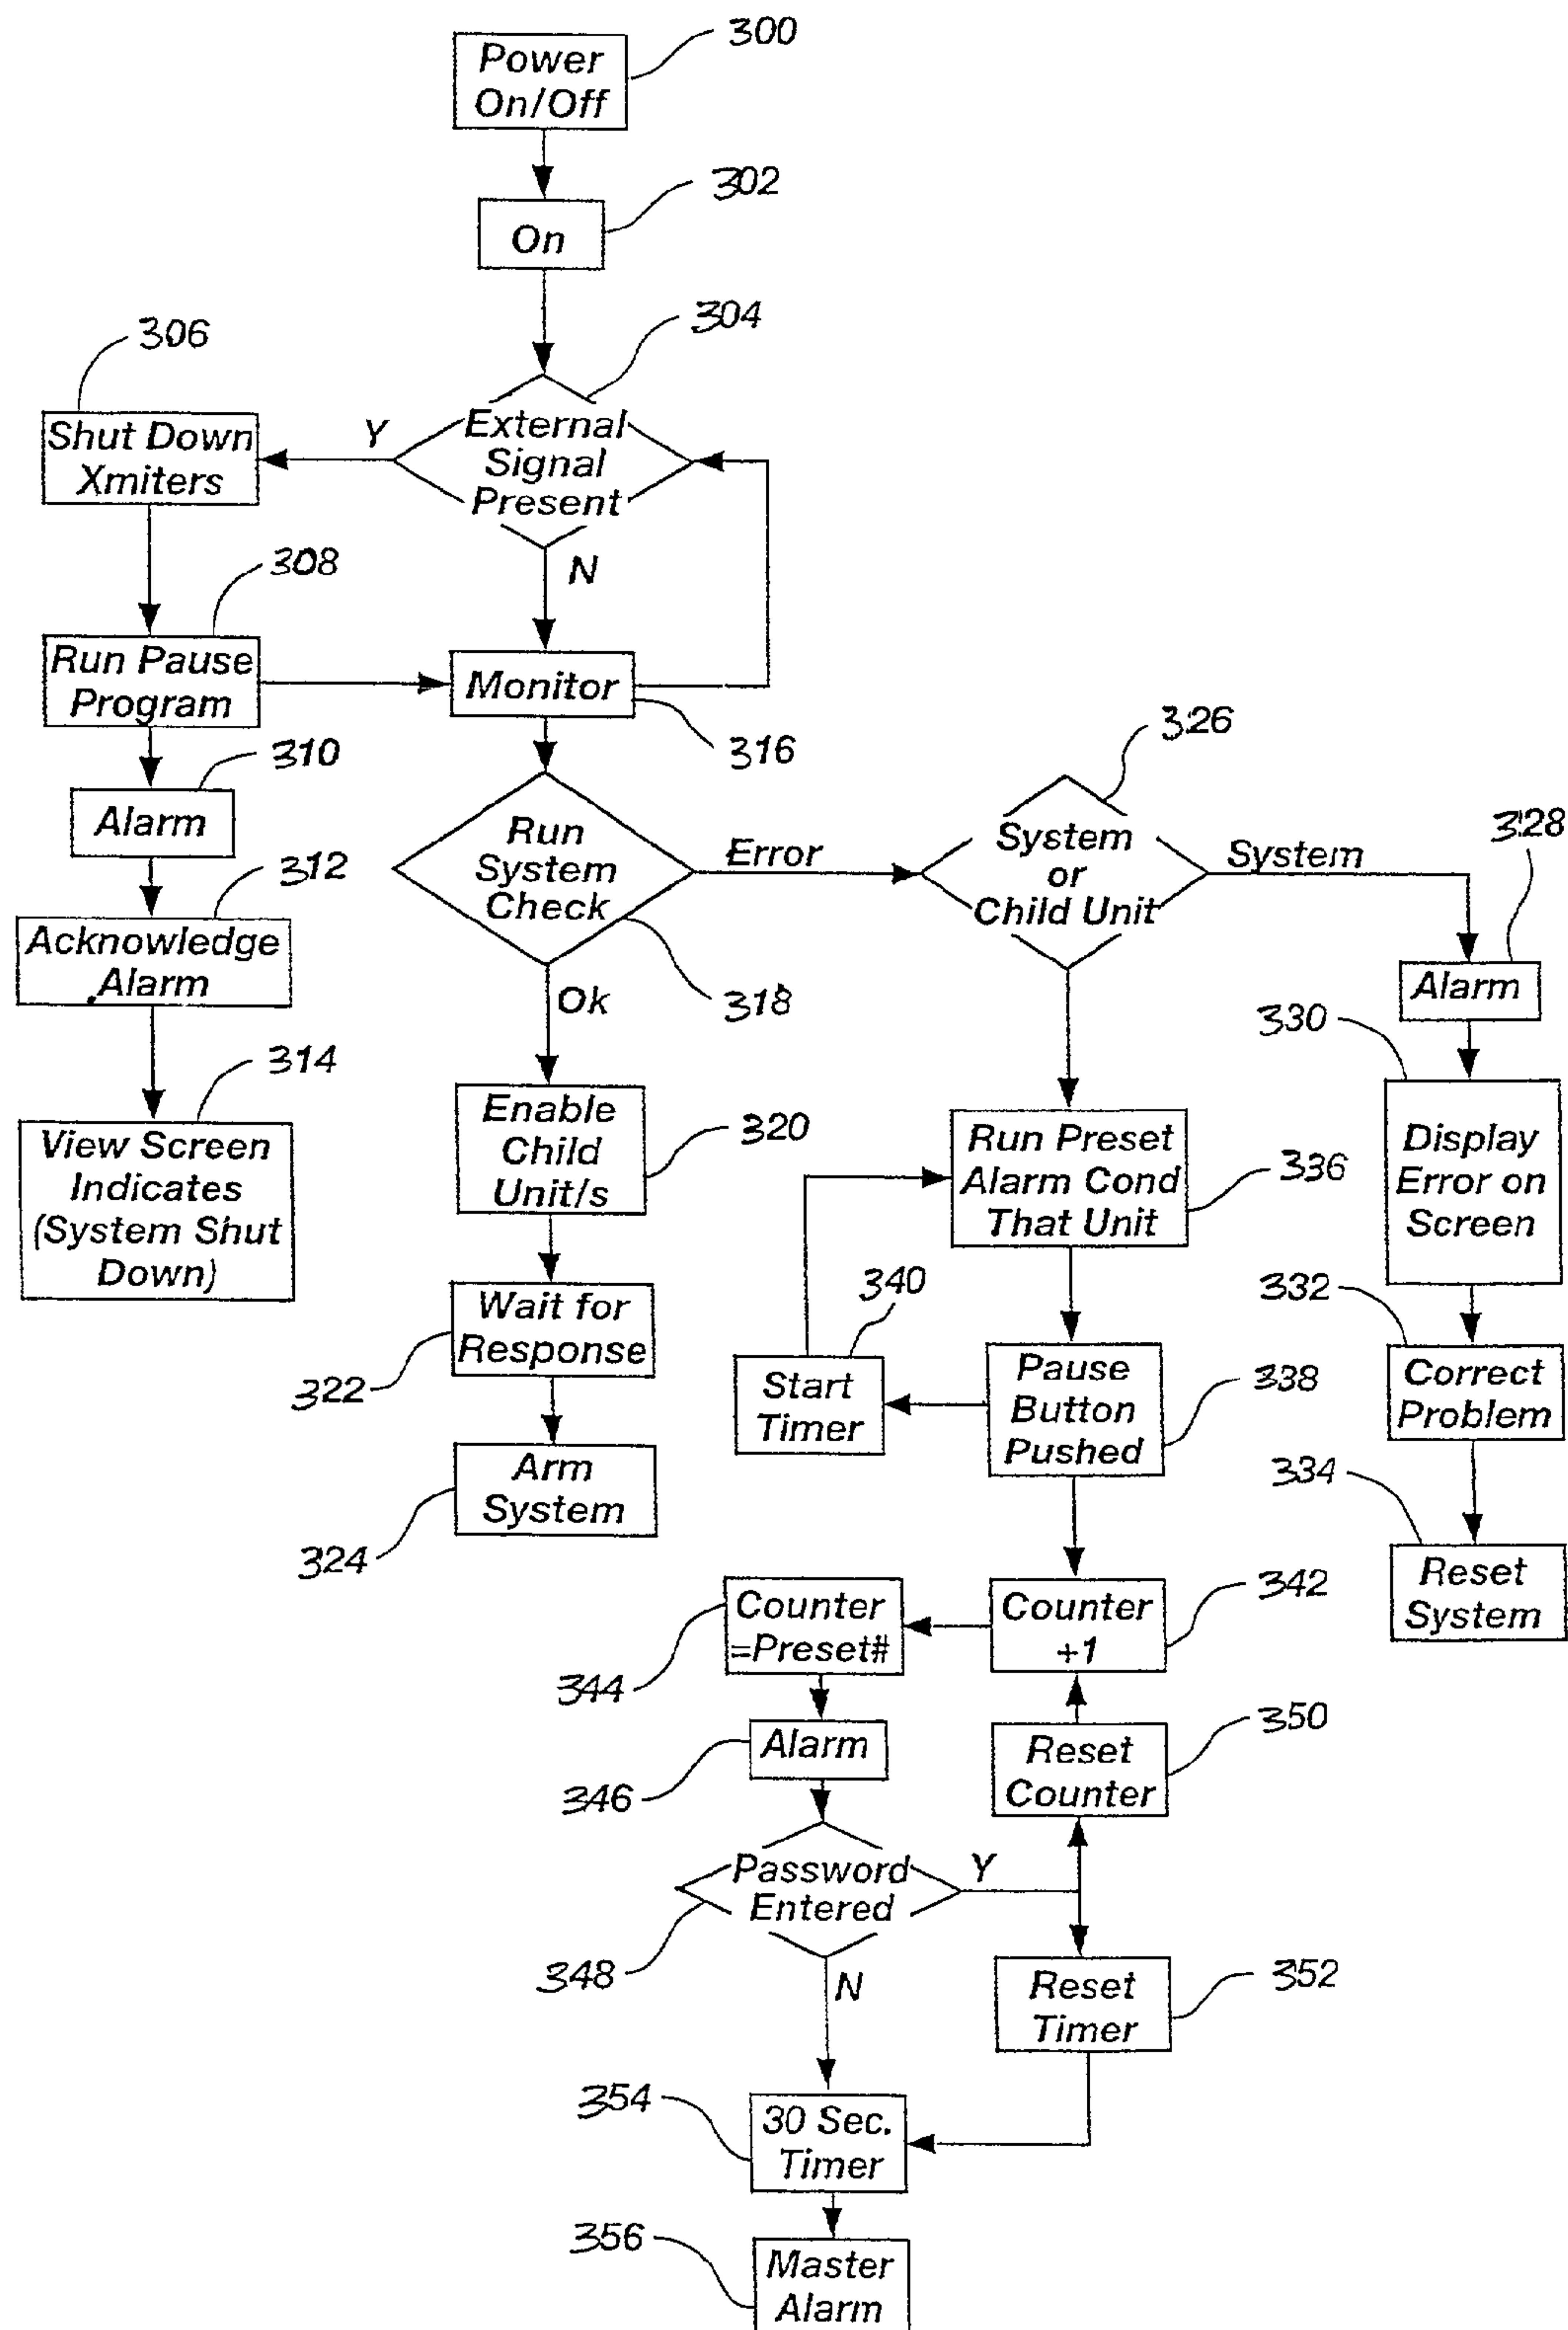 300
Power
On/Off
302
On
304
306
External
Signal
Present
Y
Shut Down
Xmiters
N
308
Run Pause
Program
Monitor
316
310
Alarm
312
Acknowledge
Alarm
314
View Screen
Indicates
(System Shut
Down)
Run
System
Check
318
Error
Ok
326
System
or
Child Unit
System
328
Alarm
330
Display
Error on
Screen
332
Correct
Problem
334
Reset
System
Enable
Child
Unit/s
320
Wait for
Response
322
Arm
System
324
Run Preset
Alarm Cond
That Unit
336
340
Start
Timer
Pause
Button
Pushed
338
Counter
+1
342
Counter
=Preset#
344
Alarm
346
Reset
Counter
350
Password
Entered
348
Y
N
Reset
Timer
352
354
30 Sec.
Timer
356
Master
Alarm